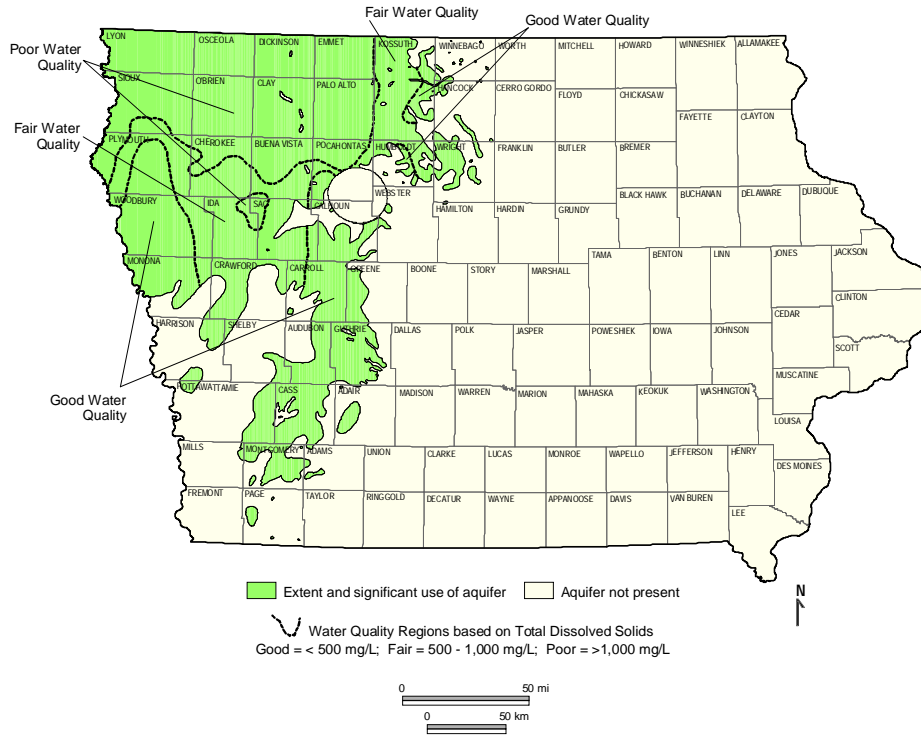 Fair Water Quality
Good Water Quality
Poor Water
Quality
Fair Water
Quality
LYON
OSCEOLA
DICKINSON
EMMET
KOSSUTH
WINNEBAGO
WORTH
MITCHELL
HOWARD
WINNESHIEK
ALLAMAKEE
SIOUX
O'BRIEN
CLAY
PALO ALTO
HANCOCK
CERRO GORDO
FLOYD
CHICKASAW
FAYETTE
CLAYTON
PLYMOUTH
CHEROKEE
BUENA VISTA
POCAHONTAS
HUMBOLDT
WRIGHT
FRANKLIN
BUTLER
BREMER
WOODBURY
IDA
SAC
CALHOUN
WEBSTER
HAMILTON
HARDIN
GRUNDY
BLACK HAWK
BUCHANAN
DELAWARE
DUBUQUE
MONONA
CRAWFORD
CARROLL
GREENE
BOONE
STORY
MARSHALL
TAMA
BENTON
LINN
JONES
JACKSON
CLINTON
HARRISON
SHELBY
AUDUBON
GUTHRIE
DALLAS
POLK
JASPER
POWESHIEK
IOWA
JOHNSON
CEDAR
SCOTT
MUSCATINE
POTTAWATTAMIE
CASS
ADAIR
MADISON
WARREN
MARION
MAHASKA
KEOKUK
WASHINGTON
LOUISA
Good Water
Quality
MILLS
MONTGOMERY
ADAMS
UNION
CLARKE
LUCAS
MONROE
WAPELLO
JEFFERSON
HENRY
DES MOINES
FREMONT
PAGE
TAYLOR
RINGGOLD
DECATUR
WAYNE
APPANOOSE
DAVIS
VAN BUREN
LEE
Extent and significant use of aquifer
Aquifer not present
N
Water Quality Regions based on Total Dissolved Solids
Good = < 500 mg/L; Fair = 500 - 1,000 mg/L; Poor = >1,000 mg/L
0 50 mi
0 50 km